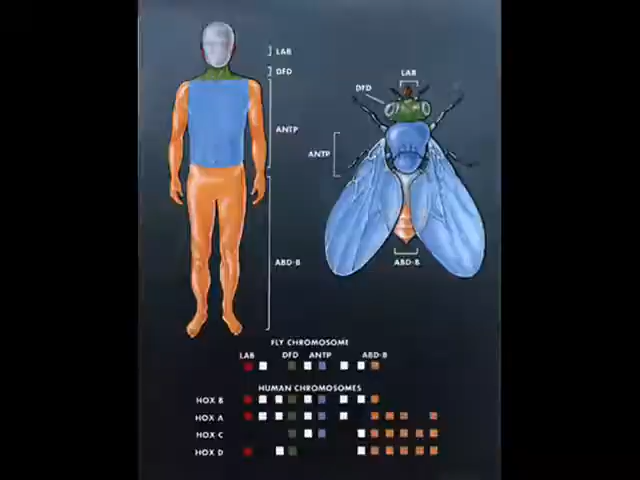 LAB
DFD
ANTP
ABD-B
LAB
DFD
ANTP
ABD-B
FLY CHROMOSOME
LAB DFD ANTP ABD-B
HUMAN CHROMOSOMES
HOX B
HOX A
HOX C
HOX D